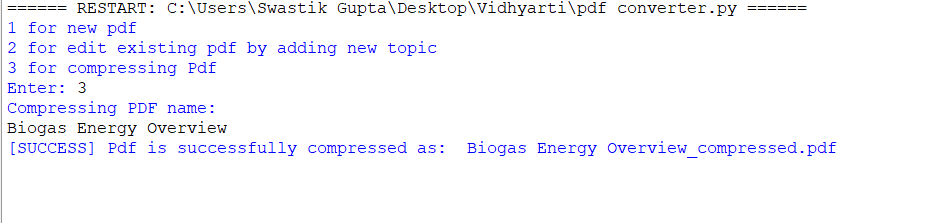 ====== RESTART: C:\Users\Swastik Gupta\Desktop\Vidhyarti\pdf converter.py ======
1 for new pdf
2 for edit existing pdf by adding new topic
3 for compressing Pdf
Enter: 3
Compressing PDF name:
Biogas Energy Overview
[SUCCESS] Pdf is successfully compressed as:  Biogas Energy Overview_compressed.pdf